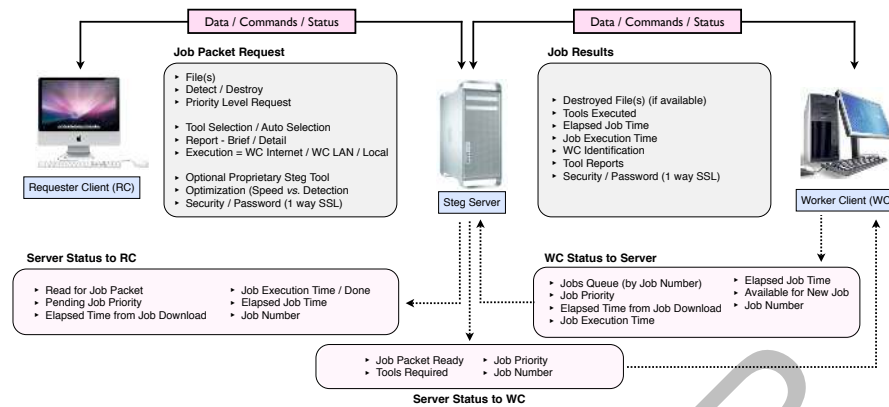 Data / Commands / Status
Data / Commands / Status
Job Packet Request
▸ File(s)
▸ Detect / Destroy
▸ Priority Level Request
▸ Tool Selection / Auto Selection
▸ Report - Brief / Detail
▸ Execution = WC Internet / WC LAN / Local
▸ Optional Proprietary Steg Tool
▸ Optimization (Speed vs. Detection
▸ Security / Password (1 way SSL)
Job Results
▸ Destroyed File(s) (if available)
▸ Tools Executed
▸ Elapsed Job Time
▸ Job Execution Time
▸ WC Identification
▸ Tool Reports
▸ Security / Password (1 way SSL)
Requester Client (RC)
Steg Server
Worker Client (WC
Server Status to RC
▸ Read for Job Packet
▸ Pending Job Priority
▸ Elapsed Time from Job Download
▸ Job Execution Time / Done
▸ Elapsed Job Time
▸ Job Number
WC Status to Server
▸ Jobs Queue (by Job Number)
▸ Job Priority
▸ Elapsed Time from Job Download
▸ Job Execution Time
▸ Elapsed Job Time
▸ Available for New Job
▸ Job Number
▸ Job Packet Ready
▸ Tools Required
▸ Job Priority
▸ Job Number
Server Status to WC